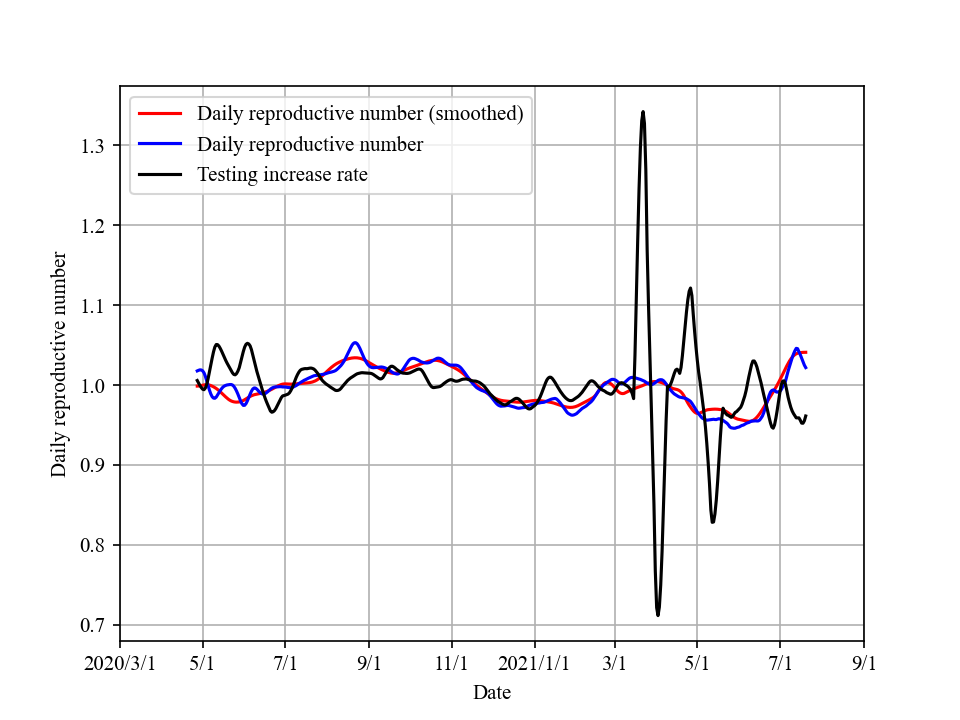 Daily reproductive number (smoothed)
Daily reproductive number
Testing increase rate
Daily reproductive number
1.3
1.2
1.1
1.0
0.9
0.8
0.7
2020/3/1 5/1 7/1 9/1 11/1 2021/1/1 3/1 5/1 7/1 9/1
Date